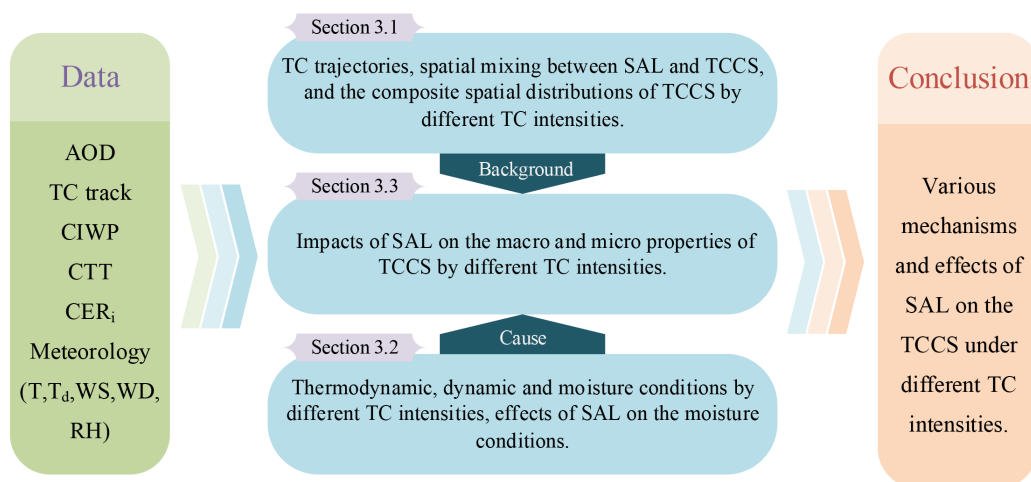 Data
AOD
TC track
CIWP
CTT
CERi
Meteorology
(T,Td,WS,WD,
RH)
Section 3.1
TC trajectories, spatial mixing between SAL and TCCS,
and the composite spatial distributions of TCCS by
different TC intensities.
Background
Section 3.3
Impacts of SAL on the macro and micro properties of
TCCS by different TC intensities.
Cause
Section 3.2
Thermodynamic, dynamic and moisture conditions by
different TC intensities, effects of SAL on the moisture
conditions.
Conclusion
Various
mechanisms
and effects of
SAL on the
TCCS under
different TC
intensities.